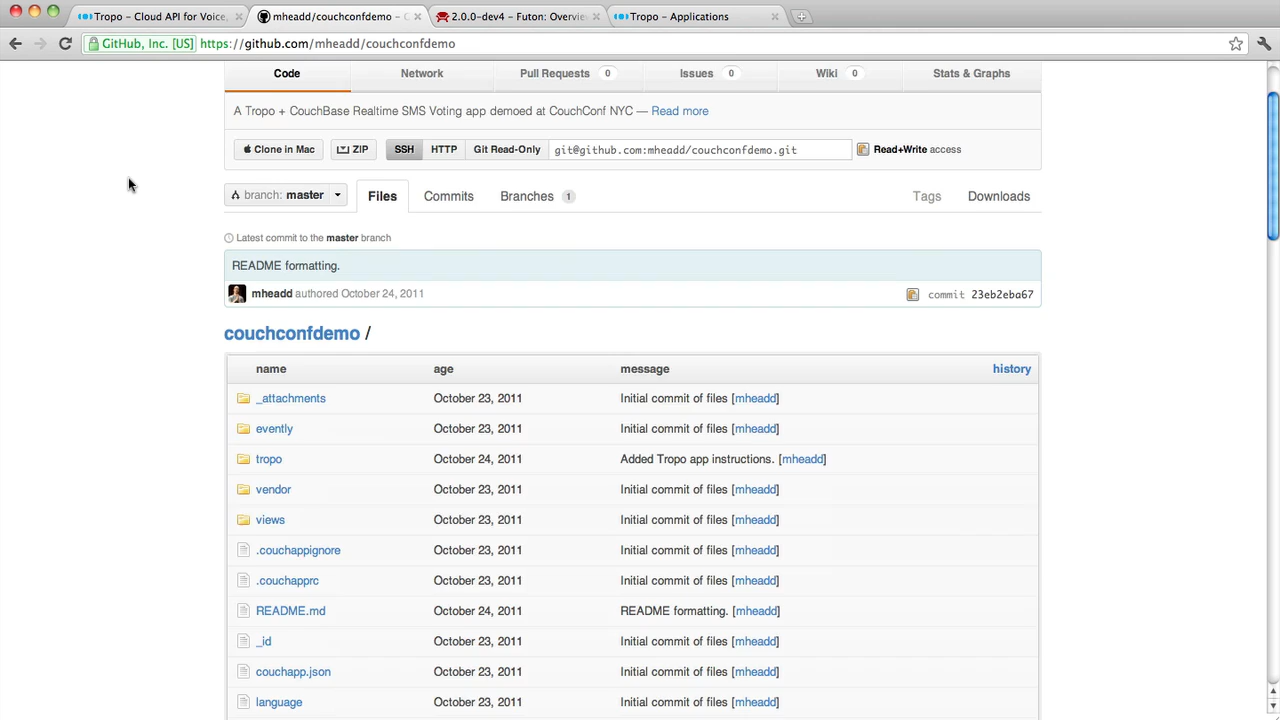 Tropo – Cloud API for Voice,
mheadd/couchconfdemo –
2.0.0-dev4 – Futon: Overvie
Tropo – Applications
GitHub, Inc. [US] https://github.com/mheadd/couchconfdemo
Code Network Pull Requests 0 Issues 0 Wiki 0 Stats & Graphs
A Tropo + CouchBase Realtime SMS Voting app demoed at CouchConf NYC — Read more
Clone in Mac ZIP SSH HTTP Git Read-Only git@github.com:mheadd/couchconfdemo.git Read+Write access
branch: master Files Commits Branches 1 Tags Downloads
Latest commit to the master branch
README formatting.
mheadd authored October 24, 2011 commit 23eb2eba67
couchconfdemo /
name age message history
_attachments October 23, 2011 Initial commit of files [mheadd]
evently October 23, 2011 Initial commit of files [mheadd]
tropo October 24, 2011 Added Tropo app instructions. [mheadd]
vendor October 23, 2011 Initial commit of files [mheadd]
views October 23, 2011 Initial commit of files [mheadd]
.couchappignore October 23, 2011 Initial commit of files [mheadd]
.couchapprc October 23, 2011 Initial commit of files [mheadd]
README.md October 24, 2011 README formatting. [mheadd]
_id October 23, 2011 Initial commit of files [mheadd]
couchapp.json October 23, 2011 Initial commit of files [mheadd]
language October 23, 2011 Initial commit of files [mheadd]